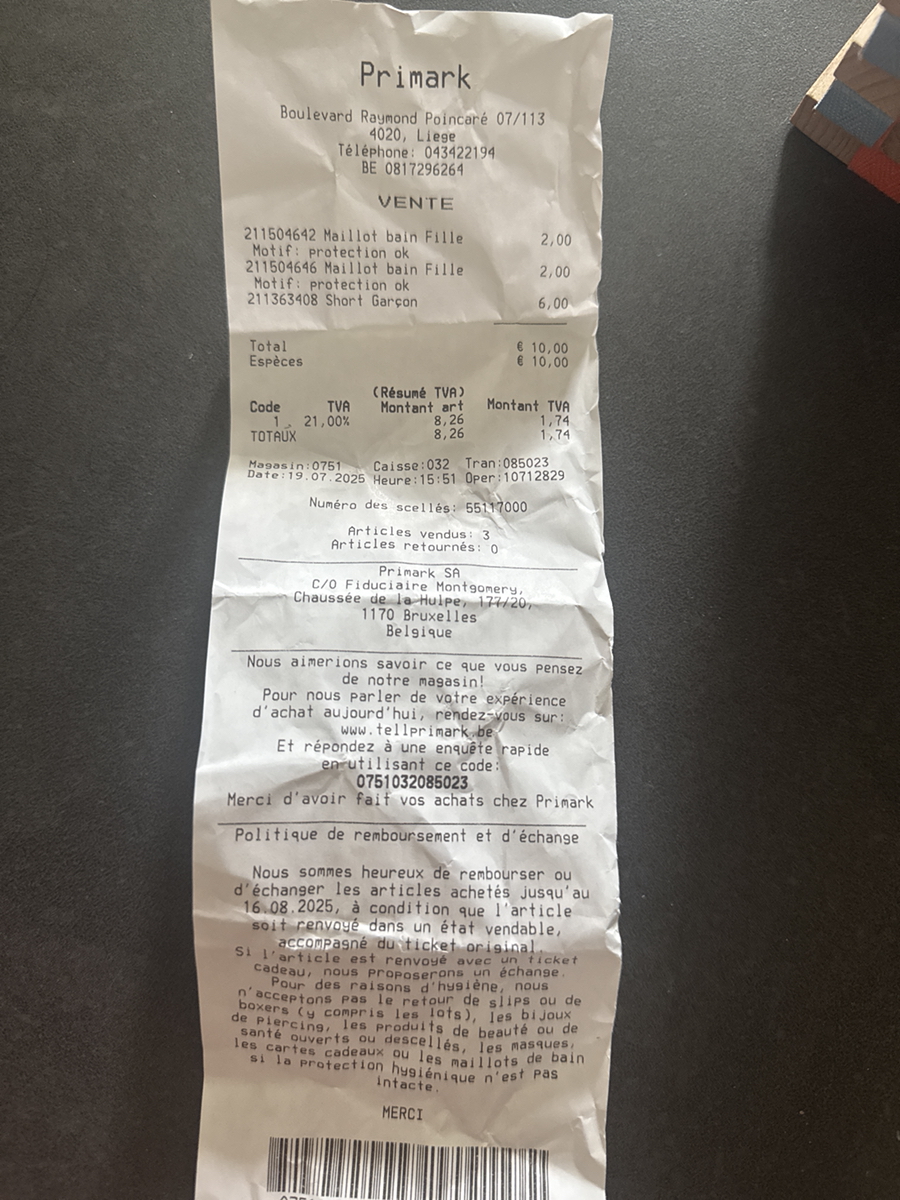 Primark
Boulevard Raymond Poincaré 07/113
4020, Liege
Téléphone: 043422194
BE 0817296264
VENTE
211504642 Maillot bain Fille 2,00
Motif: protection ok
211504646 Maillot bain Fille 2,00
Motif: protection ok
211363408 Short Garçon 6,00
Total € 10,00
Espèces € 10,00
(Résumé TVA)
Code TVA Montant art Montant TVA
1 21,00% 8,26 1,74
TOTAUX 8,26 1,74
Magasin:0751 Caisse:032 Tran:085023
Date:19.07.2025 Heure:15:51 Oper:10712829
Numéro des scellés: 55117000
Articles vendus: 3
Articles retournés: 0
Primark SA
C/O Fiduciaire Montgomery,
Chaussée de la Hulpe, 177/20,
1170 Bruxelles
Belgique
Nous aimerions savoir ce que vous pensez
de notre magasin!
Pour nous parler de votre expérience
d'achat aujourd'hui, rendez-vous sur:
www.tellprimark.be
Et répondez à une enquête rapide
en utilisant ce code:
0751032085023
Merci d'avoir fait vos achats chez Primark
Politique de remboursement et d'échange
Nous sommes heureux de rembourser ou
d'échanger les articles achetés jusqu'au
16.08.2025, à condition que l'article
soit renvoyé dans un état vendable,
accompagné du ticket original.
Si l'article est renvoyé avec un ticket
cadeau, nous proposerons un échange.
Pour des raisons d'hygiène, nous
n'acceptons pas le retour de slips ou de
boxers (y compris les lots), les bijoux
de piercing, les produits de beauté ou de
santé ouverts ou descellés, les masques,
les cartes cadeaux ou les maillots de bain
si la protection hygiénique n'est pas
intacte.
MERCI